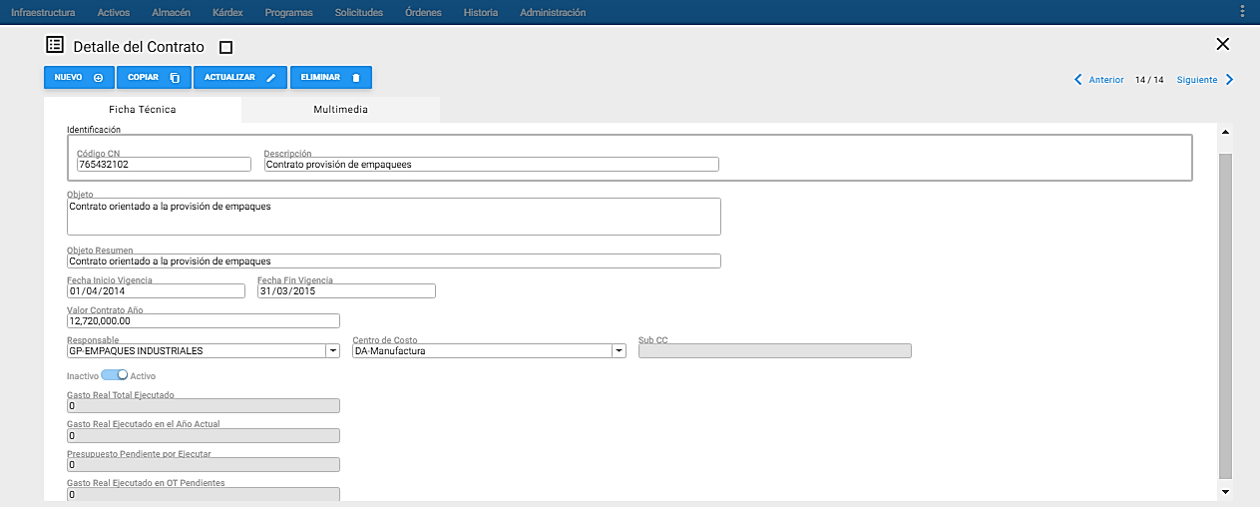 Infraestructura Activos Almacén Kárdex Programas Solicitudes Órdenes Historia Administración
Detalle del Contrato
NUEVO COPIAR ACTUALIZAR ELIMINAR
Anterior 14 / 14 Siguiente
Ficha Técnica Multimedia
Identificación
Código CN Descripción
765432102 Contrato provisión de empaquees
Objeto
Contrato orientado a la provisión de empaques
Objeto Resumen
Contrato orientado a la provisión de empaques
Fecha Inicio Vigencia Fecha Fin Vigencia
01/04/2014 31/03/2015
Valor Contrato Año
12,720,000.00
Responsable Centro de Costo Sub CC
GP-EMPAQUES INDUSTRIALES DA-Manufactura
Inactivo Activo
Gasto Real Total Ejecutado
0
Gasto Real Ejecutado en el Año Actual
0
Presupuesto Pendiente por Ejecutar
0
Gasto Real Ejecutado en OT Pendientes
0